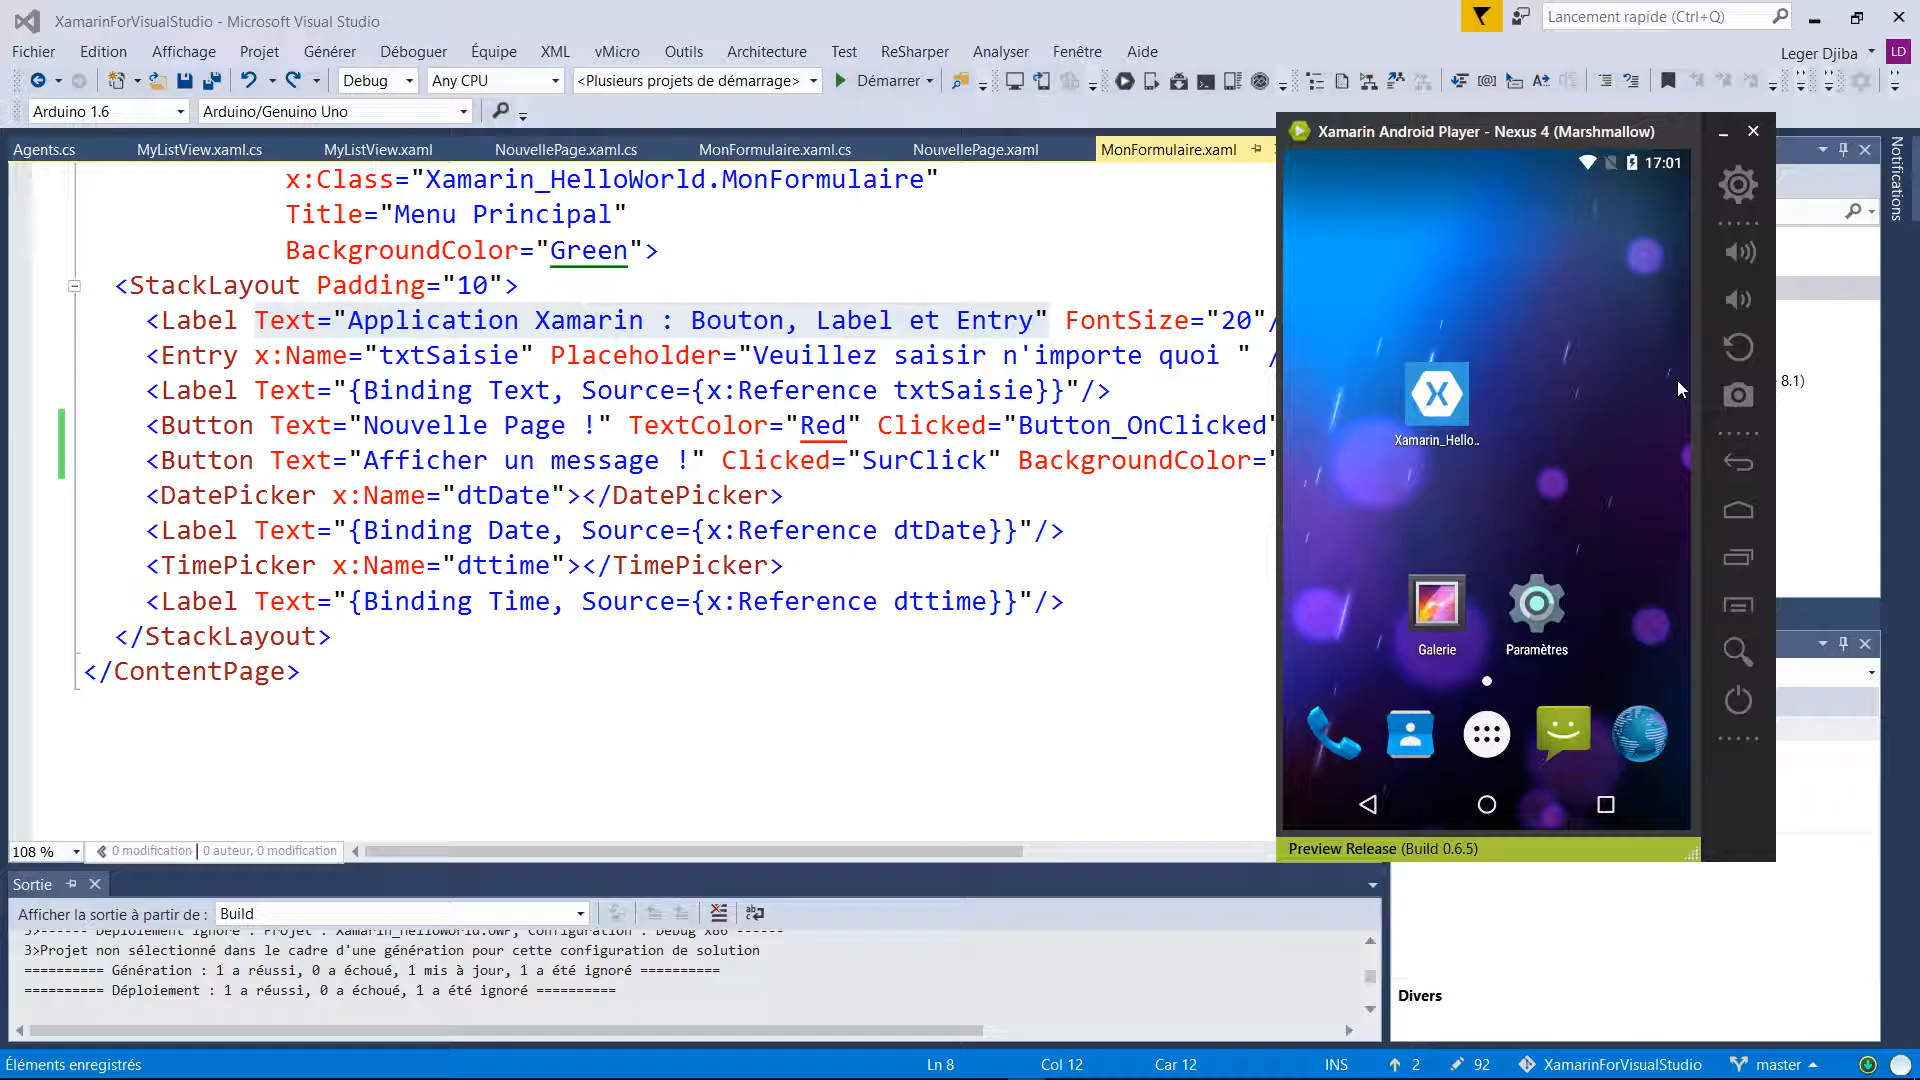 XamarinForVisualStudio - Microsoft Visual Studio
Lancement rapide (Ctrl+Q)
Fichier Edition Affichage Projet Générer Déboguer Équipe XML vMicro Outils Architecture Test ReSharper Analyser Fenêtre Aide
Leger Djiba LD
Debug Any CPU <Plusieurs projets de démarrage> Démarrer
Arduino 1.6 Arduino/Genuino Uno
Agents.cs MyListView.xaml.cs MyListView.xaml NouvellePage.xaml.cs MonFormulaire.xaml.cs NouvellePage.xaml MonFormulaire.xaml
x:Class="Xamarin_HelloWorld.MonFormulaire"
Title="Menu Principal"
BackgroundColor="Green">
<StackLayout Padding="10">
<Label Text="Application Xamarin : Bouton, Label et Entry" FontSize="20"/
<Entry x:Name="txtSaisie" Placeholder="Veuillez saisir n'importe quoi " /
<Label Text="{Binding Text, Source={x:Reference txtSaisie}}"/>
<Button Text="Nouvelle Page !" TextColor="Red" Clicked="Button_OnClicked"
<Button Text="Afficher un message !" Clicked="SurClick" BackgroundColor="
<DatePicker x:Name="dtDate"></DatePicker>
<Label Text="{Binding Date, Source={x:Reference dtDate}}"/>
<TimePicker x:Name="dttime"></TimePicker>
<Label Text="{Binding Time, Source={x:Reference dttime}}"/>
</StackLayout>
</ContentPage>
108 %
0 modification | 0 auteur, 0 modification
Xamarin Android Player - Nexus 4 (Marshmallow)
17:01
Xamarin_Hello..
Galerie
Paramètres
Preview Release (Build 0.6.5)
Notifications
8.1)
Divers
Sortie
Afficher la sortie à partir de : Build
3>------ Déploiement ignoré : Projet : Xamarin_HelloWorld.UWP, Configuration : Debug x86 ------
3>Projet non sélectionné dans le cadre d'une génération pour cette configuration de solution
========== Génération : 1 a réussi, 0 a échoué, 1 mis à jour, 1 a été ignoré ==========
========== Déploiement : 1 a réussi, 0 a échoué, 1 a été ignoré ==========
Éléments enregistrés
Ln 8 Col 12 Car 12 INS 2 92 XamarinForVisualStudio master